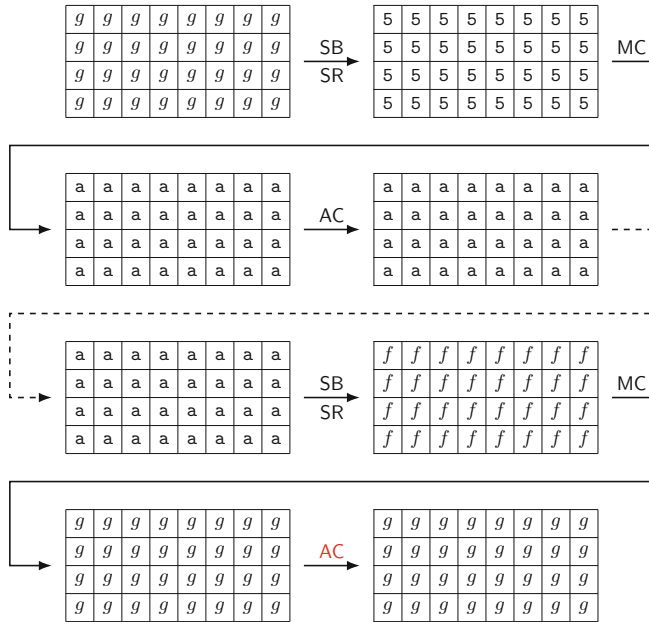 g g g g g g g g 5 5 5 5 5 5 5 5
g g g g g g g g SB 5 5 5 5 5 5 5 5 MC
g g g g g g g g SR 5 5 5 5 5 5 5 5
g g g g g g g g 5 5 5 5 5 5 5 5
a a a a a a a a a a a a a a a a
a a a a a a a a AC a a a a a a a a
a a a a a a a a a a a a a a a a
a a a a a a a a a a a a a a a a
a a a a a a a a f f f f f f f f
a a a a a a a a SB f f f f f f f f MC
a a a a a a a a SR f f f f f f f f
a a a a a a a a f f f f f f f f
g g g g g g g g g g g g g g g g
g g g g g g g g AC g g g g g g g g
g g g g g g g g g g g g g g g g
g g g g g g g g g g g g g g g g